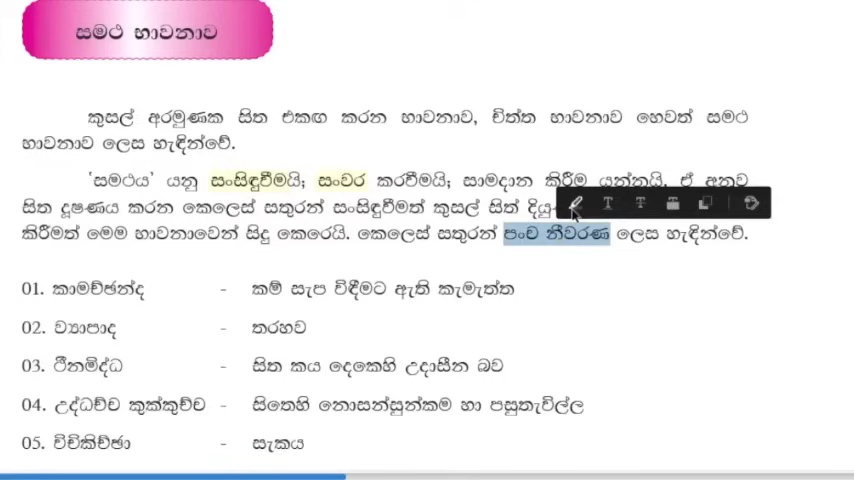 සමථ භාවනාව
කුසල් අරමුණක සිත එකඟ කරන භාවනාව, චිත්ත භාවනාව හෙවත් සමථ
භාවනාව ලෙස හැඳින්වේ.
'සමථය' යනු සංසිඳුවීමයි; සංවර කරවීමයි; සාමදාන කිරීම යන්නයි. ඒ අනුව
සිත දූෂණය කරන කෙලෙස් සතුරන් සංසිඳුවීමත් කුසල් සිත්
කිරීමත් මෙම භාවනාවෙන් සිදු කෙරෙයි. කෙලෙස් සතුරන් පංච නීවරණ ලෙස හැඳින්වේ.
01. කාමච්ඡන්ද - කම් සැප විඳීමට ඇති කැමැත්ත
02. ව්‍යාපාද - තරහව
03. ථීනමිද්ධ - සිත කය දෙකෙහි උදාසීන බව
04. උද්ධච්ච කුක්කුච්ච - සිතෙහි නොසන්සුන්කම හා පසුතැවිල්ල
05. විචිකිච්ඡා - සැකය